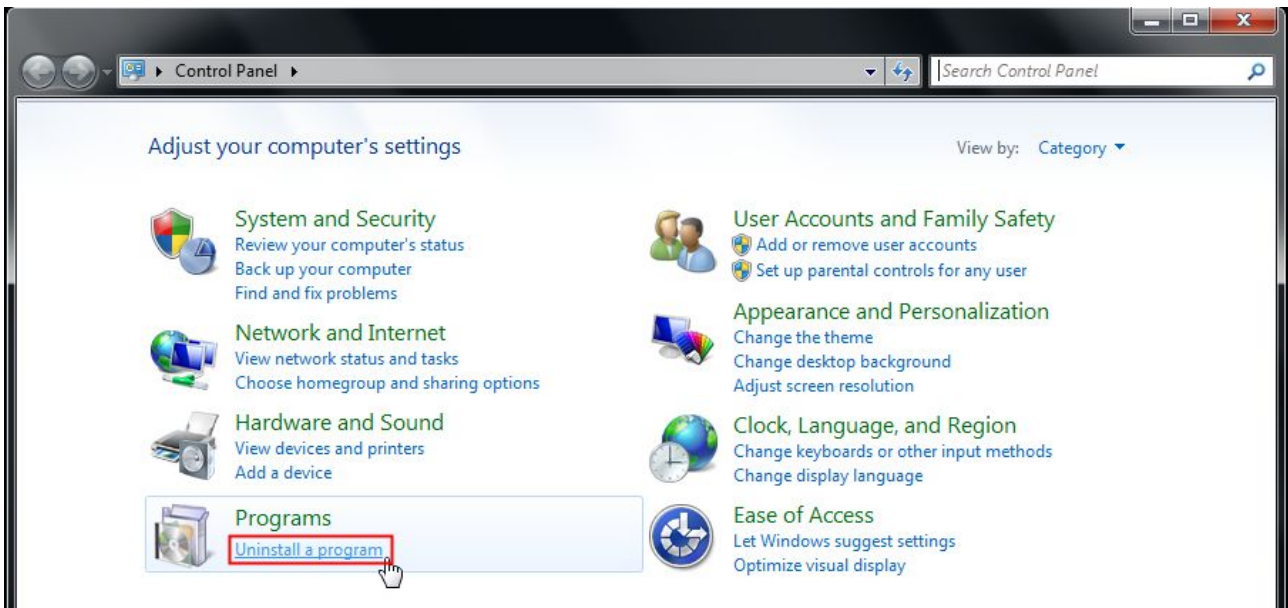 Control Panel
Search Control Panel
Adjust your computer's settings
View by: Category
System and Security
Review your computer's status
Back up your computer
Find and fix problems
Network and Internet
View network status and tasks
Choose homegroup and sharing options
Hardware and Sound
View devices and printers
Add a device
Programs
Uninstall a program
User Accounts and Family Safety
Add or remove user accounts
Set up parental controls for any user
Appearance and Personalization
Change the theme
Change desktop background
Adjust screen resolution
Clock, Language, and Region
Change keyboards or other input methods
Change display language
Ease of Access
Let Windows suggest settings
Optimize visual display